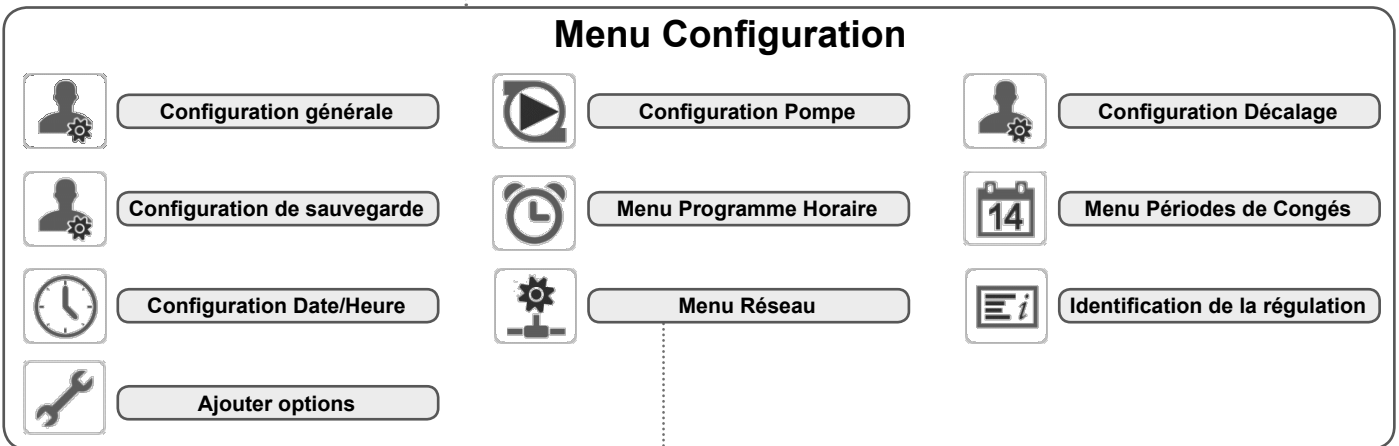 Menu Configuration
Configuration générale
Configuration Pompe
Configuration Décalage
Configuration de sauvegarde
Menu Programme Horaire
14
Menu Périodes de Congés
Configuration Date/Heure
Menu Réseau
i
Identification de la régulation
Ajouter options